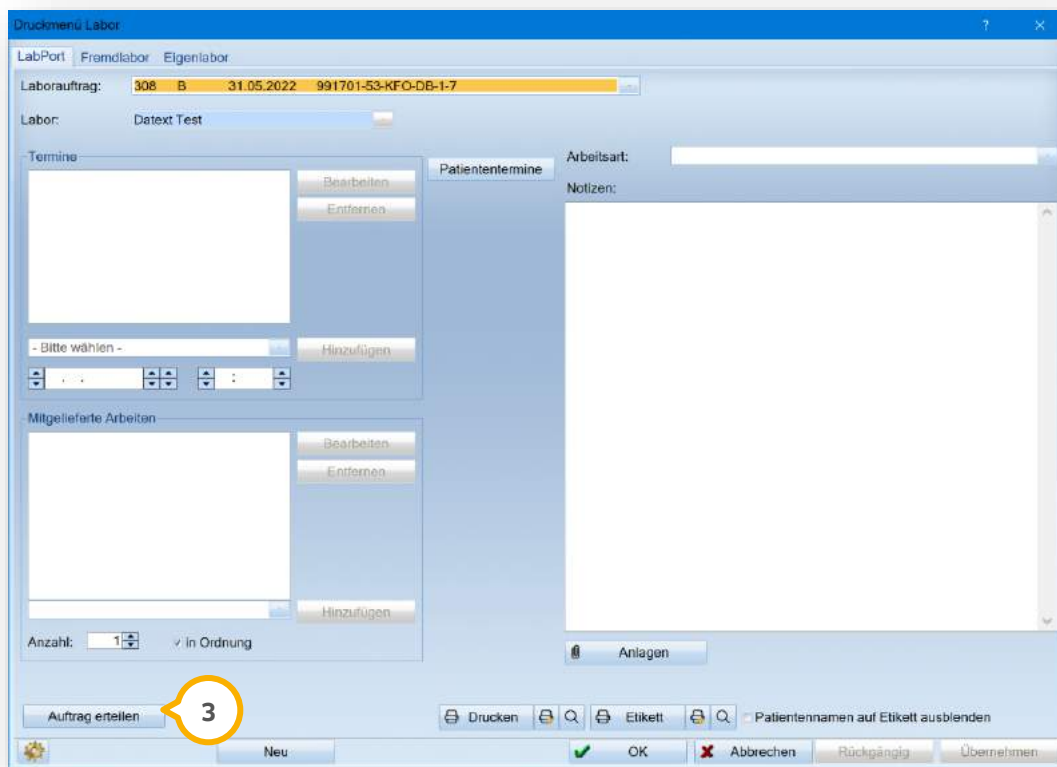 Druckmenü Labor ? ×
LabPort Fremdlabor Eigenlabor
Laborauftrag: 308 B 31.05.2022 991701-53-KFO-DB-1-7
Labor: Datext Test
Termine
Bearbeiten
Entfernen
- Bitte wählen - Hinzufügen
. . :
Patiententermine
Arbeitsart:
Notizen:
Mitgelieferte Arbeiten
Bearbeiten
Entfernen
Hinzufügen
Anzahl: 1 in Ordnung
Anlagen
Auftrag erteilen 3 Drucken Etikett Patientennamen auf Etikett ausblenden
Neu OK Abbrechen Rückgängig Übernehmen